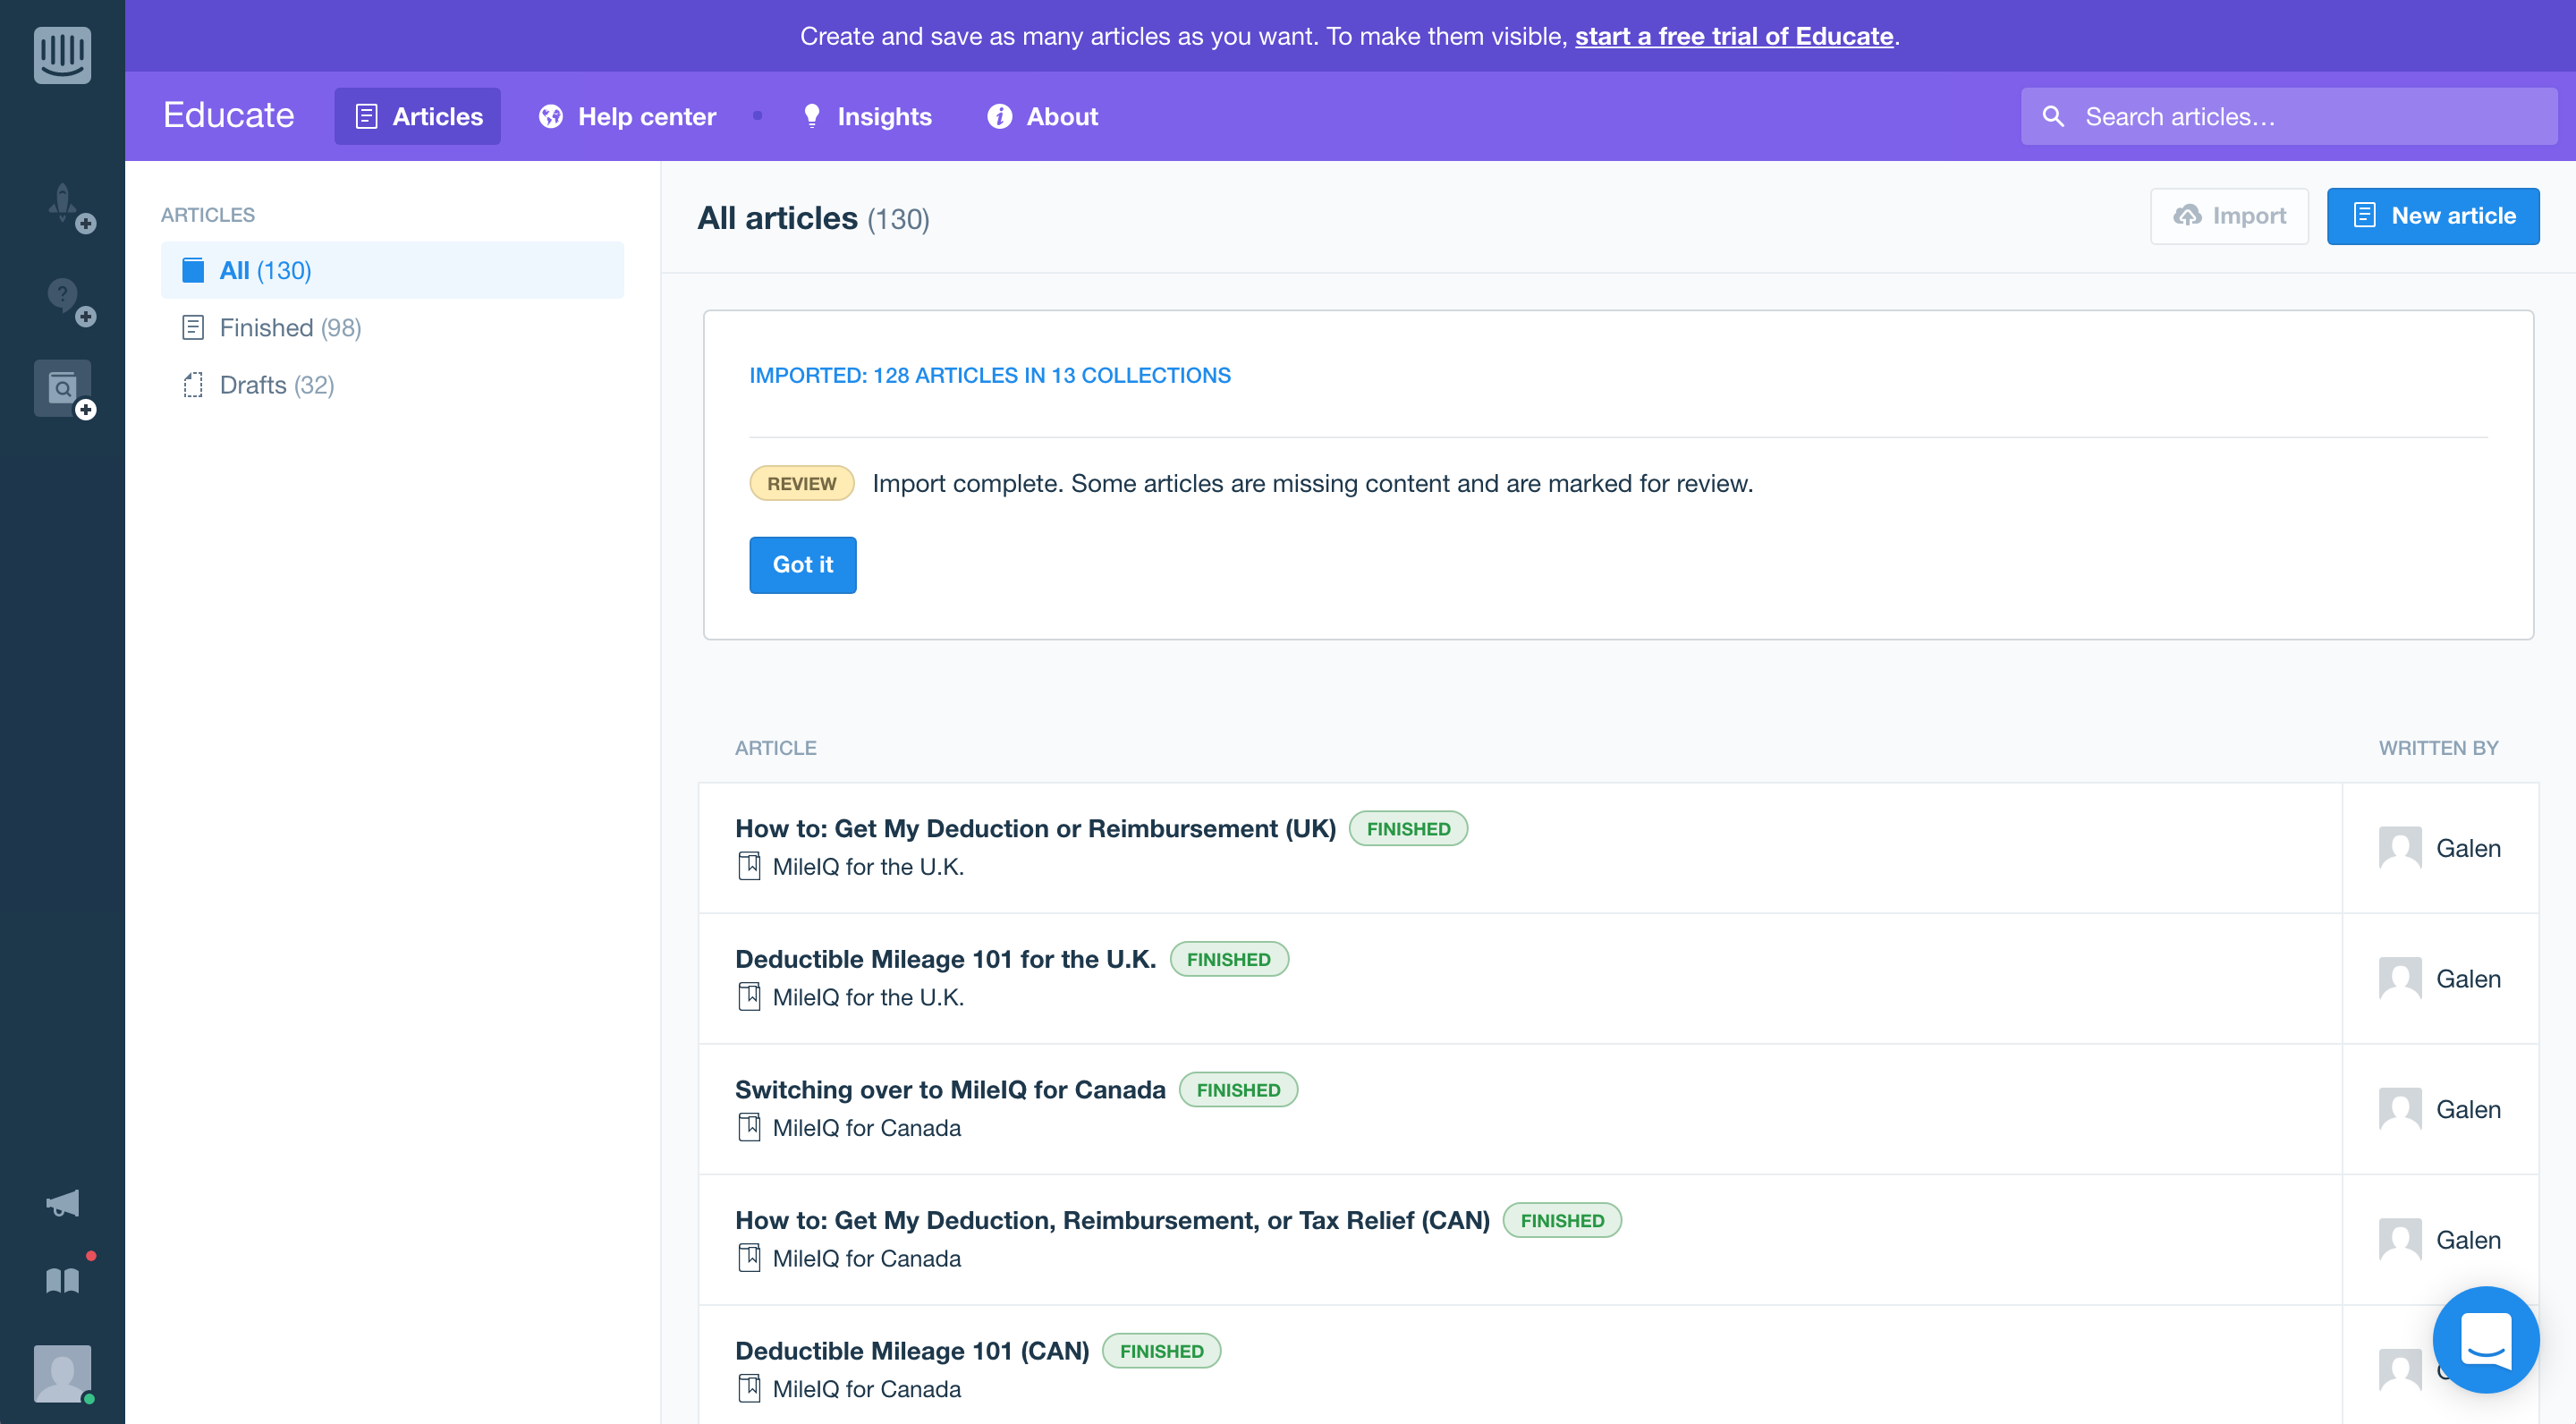 Create and save as many articles as you want. To make them visible, start a free trial of Educate.
Educate
Articles
Help center
Insights
About
Search articles...
ARTICLES
All (130)
Finished (98)
Drafts (32)
All articles (130)
Import
New article
IMPORTED: 128 ARTICLES IN 13 COLLECTIONS
REVIEW Import complete. Some articles are missing content and are marked for review.
Got it
ARTICLE
WRITTEN BY
How to: Get My Deduction or Reimbursement (UK) FINISHED
MileIQ for the U.K.
Galen
Deductible Mileage 101 for the U.K. FINISHED
MileIQ for the U.K.
Galen
Switching over to MileIQ for Canada FINISHED
MileIQ for Canada
Galen
How to: Get My Deduction, Reimbursement, or Tax Relief (CAN) FINISHED
MileIQ for Canada
Galen
Deductible Mileage 101 (CAN) FINISHED
MileIQ for Canada